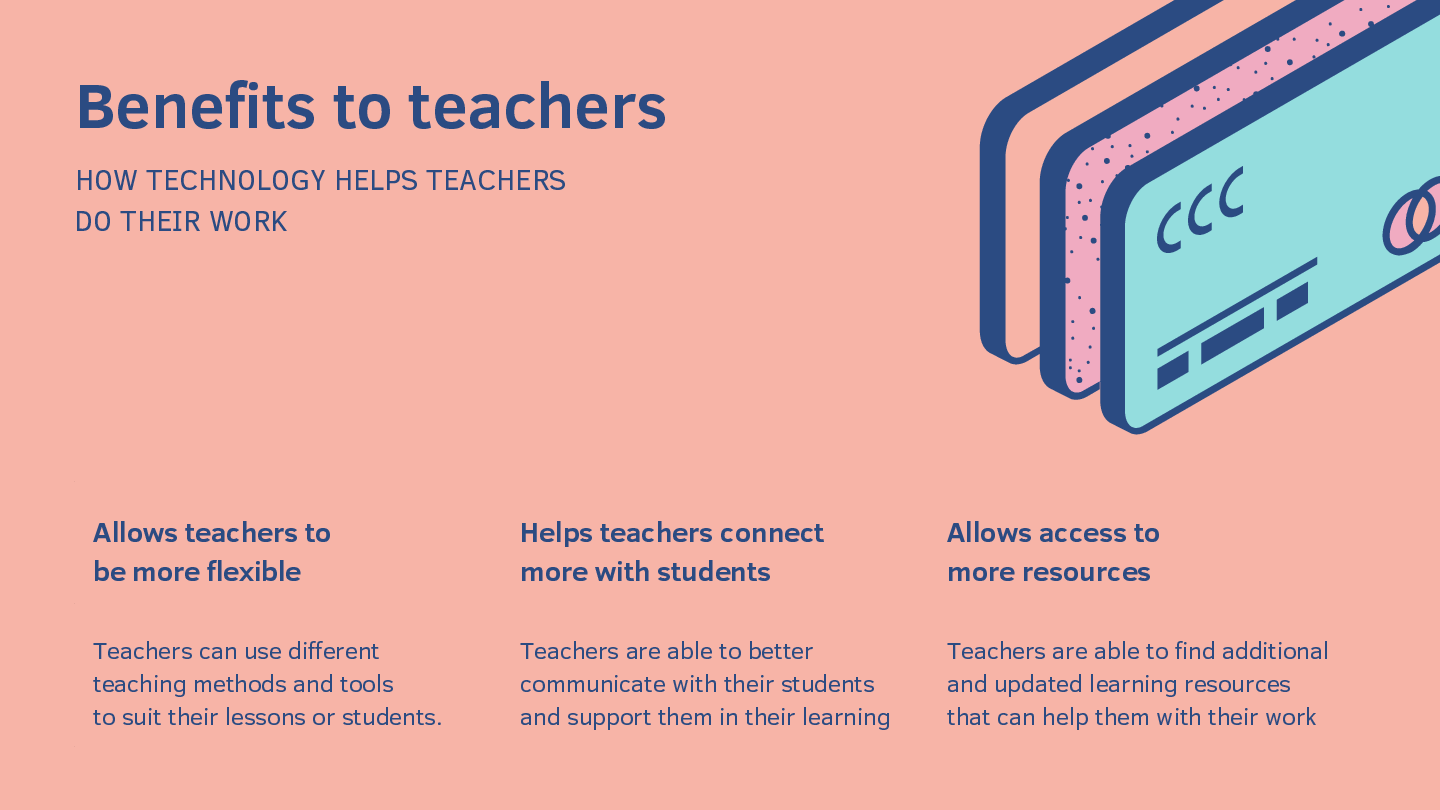 Benefits to teachers
HOW TECHNOLOGY HELPS TEACHERS
DO THEIR WORK
Allows teachers to
be more flexible
Teachers can use different
teaching methods and tools
to suit their lessons or students.
Helps teachers connect
more with students
Teachers are able to better
communicate with their students
and support them in their learning
Allows access to
more resources
Teachers are able to find additional
and updated learning resources
that can help them with their work